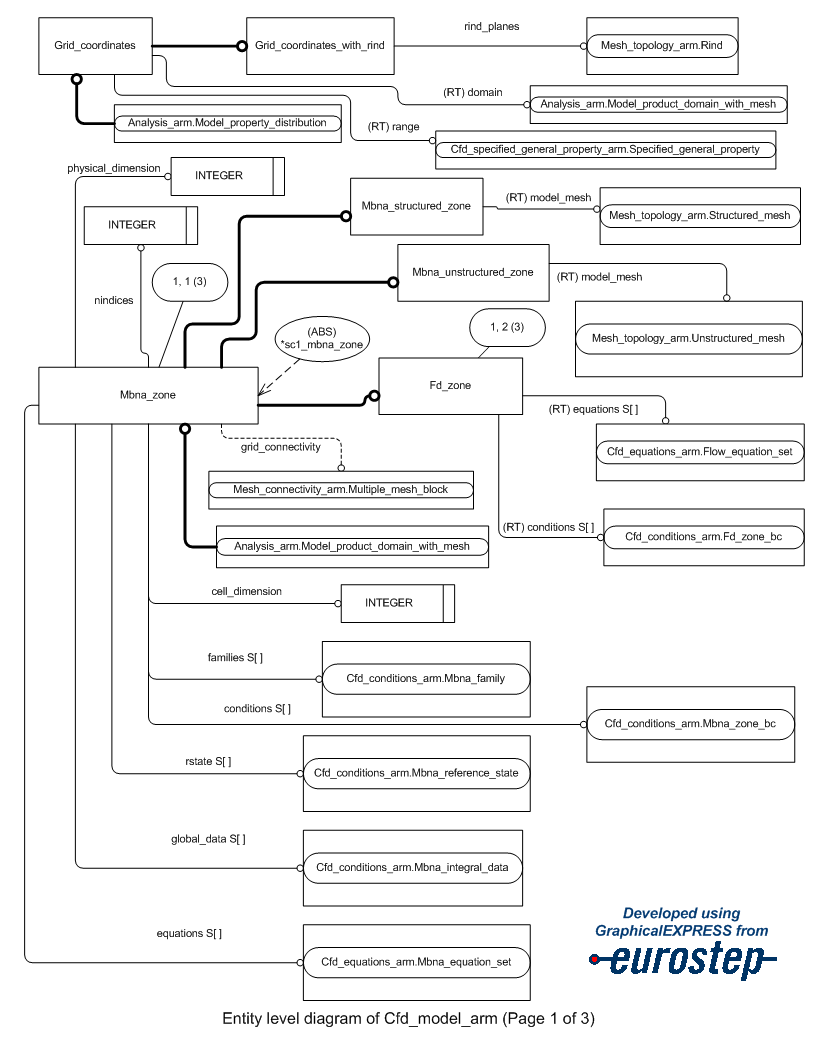 rind_planes
Grid_coordinates
Grid_coordinates_with_rind
Mesh_topology_arm.Rind
(RT) domain
Analysis_arm.Model_product_domain_with_mesh
Analysis_arm.Model_property_distribution
(RT) range
Cfd_specified_general_property_arm.Specified_general_property
physical_dimension
INTEGER
(RT) model_mesh
Mbna_structured_zone
Mesh_topology_arm.Structured_mesh
INTEGER
Mbna_unstructured_zone
(RT) model_mesh
1, 1 (3)
nindices
1, 2 (3)
(ABS)
*sc1_mbna_zone
Mesh_topology_arm.Unstructured_mesh
Mbna_zone
Fd_zone
(RT) equations S[ ]
grid_connectivity
Cfd_equations_arm.Flow_equation_set
Mesh_connectivity_arm.Multiple_mesh_block
(RT) conditions S[ ]
Cfd_conditions_arm.Fd_zone_bc
Analysis_arm.Model_product_domain_with_mesh
cell_dimension
INTEGER
families S[ ]
Cfd_conditions_arm.Mbna_family
conditions S[ ]
Cfd_conditions_arm.Mbna_zone_bc
rstate S[ ]
Cfd_conditions_arm.Mbna_reference_state
global_data S[ ]
Cfd_conditions_arm.Mbna_integral_data
equations S[ ]
Cfd_equations_arm.Mbna_equation_set
Developed using
GraphicalEXPRESS from
eurostep
Entity level diagram of Cfd_model_arm (Page 1 of 3)